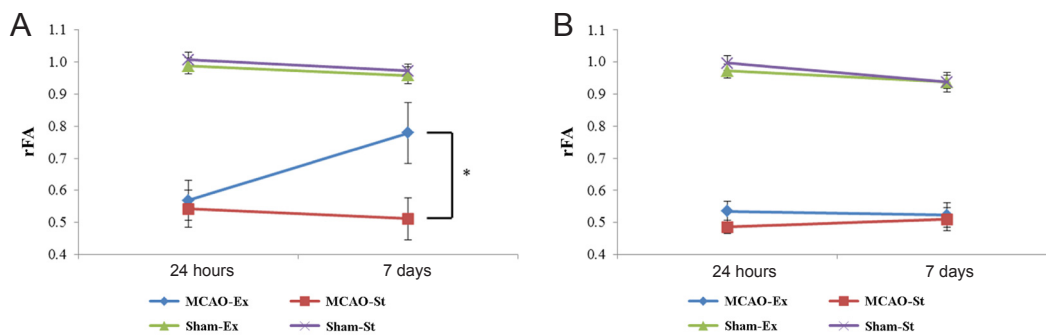 A
1.1
1.0
0.9
0.8
0.7
0.6
0.5
0.4
rFA
*
24 hours
7 days
MCAO-Ex
MCAO-St
Sham-Ex
Sham-St
B
1.1
1.0
0.9
0.8
0.7
0.6
0.5
0.4
rFA
24 hours
7 days
MCAO-Ex
MCAO-St
Sham-Ex
Sham-St